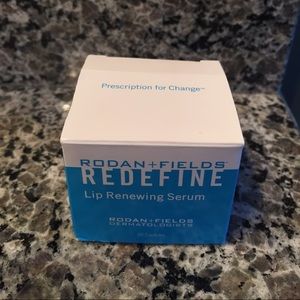 Prescription for Change™
RODAN+FIELDS
REDEFINE
Lip Renewing Serum
RODAN+FIELDS
DERMATOLOGISTS